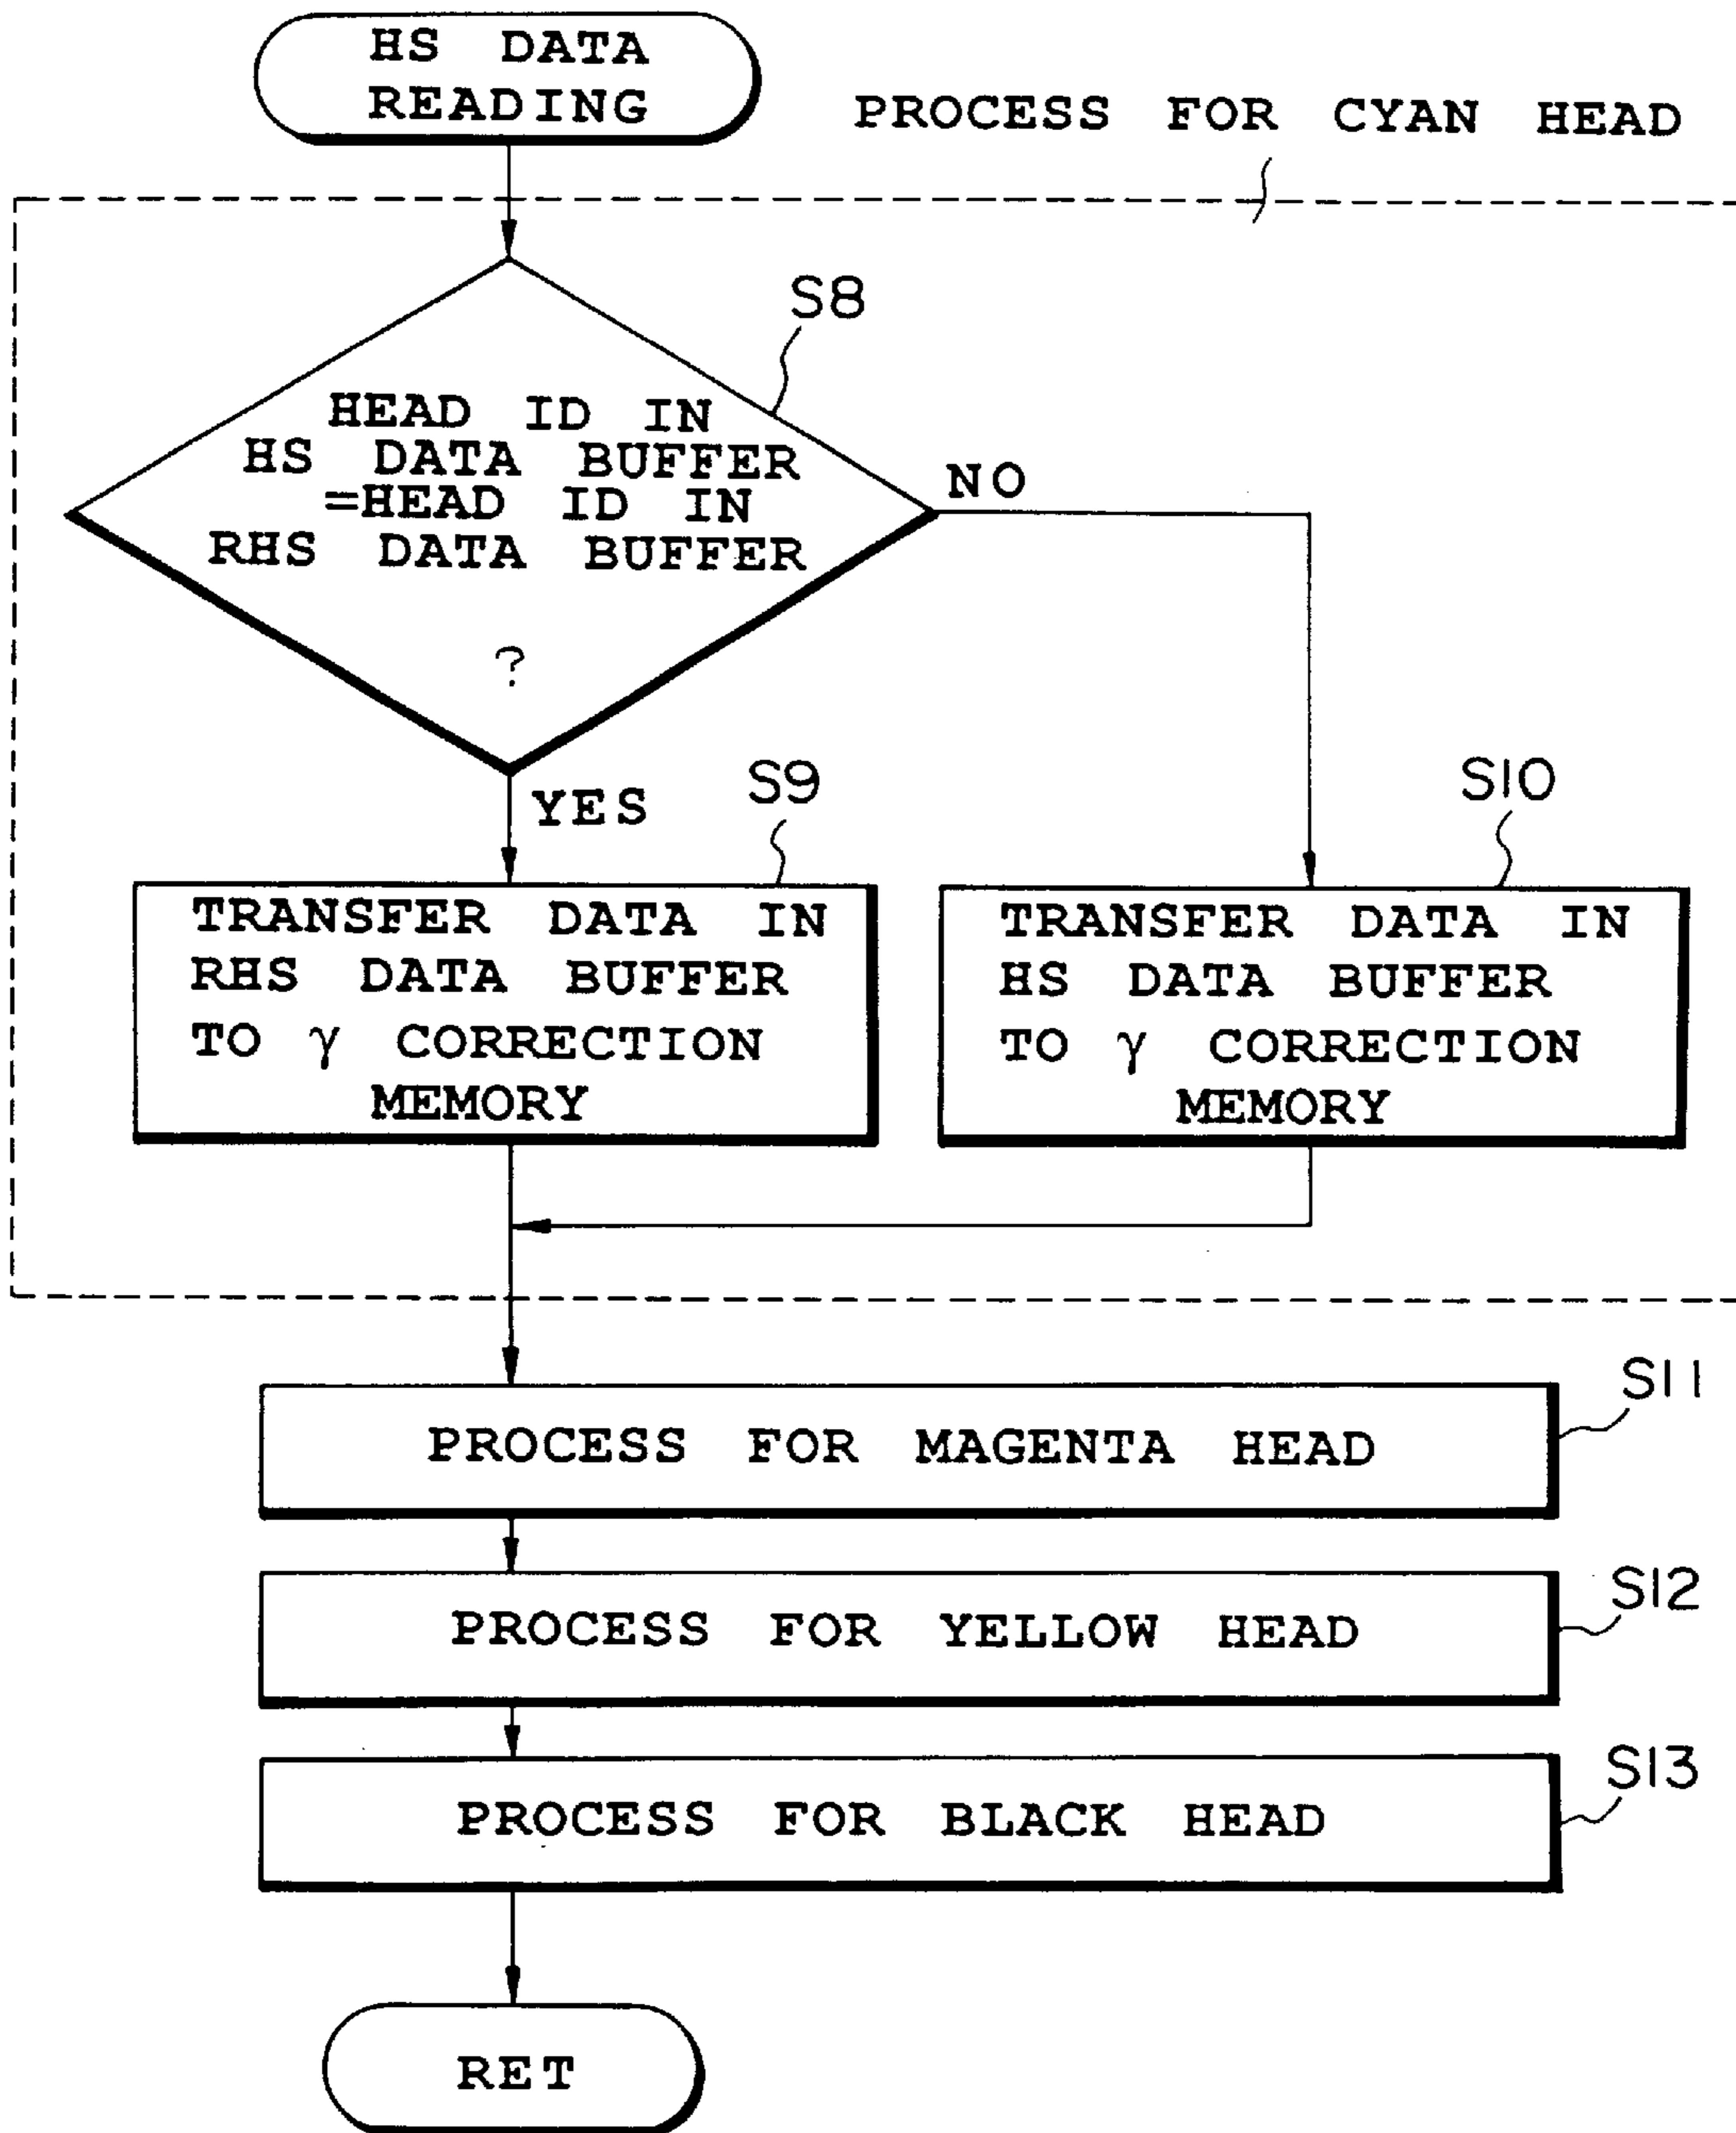 HS DATA
READING
PROCESS FOR CYAN HEAD
S8
HEAD ID IN
HS DATA BUFFER
=HEAD ID IN
RHS DATA BUFFER
?
NO
YES
S9
S10
TRANSFER DATA IN
RHS DATA BUFFER
TO γ CORRECTION
MEMORY
TRANSFER DATA IN
HS DATA BUFFER
TO γ CORRECTION
MEMORY
S11
PROCESS FOR MAGENTA HEAD
S12
PROCESS FOR YELLOW HEAD
S13
PROCESS FOR BLACK HEAD
RET